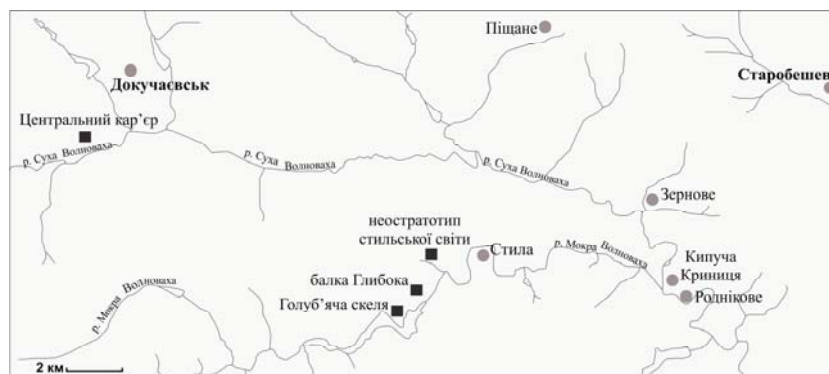 Піщане
Докучаєвськ
Старобешев
Центральний кар’єр
р. Суха Волноваха
р. Суха Волноваха
р. Суха Волноваха
Зернове
неостратотип
стильської світи
Стила
р. Мокра Волноваха
Кипуча
Криниця
балка Глибока
Роднікове
Голуб’яча скеля
р. Мокра Волноваха
2 км